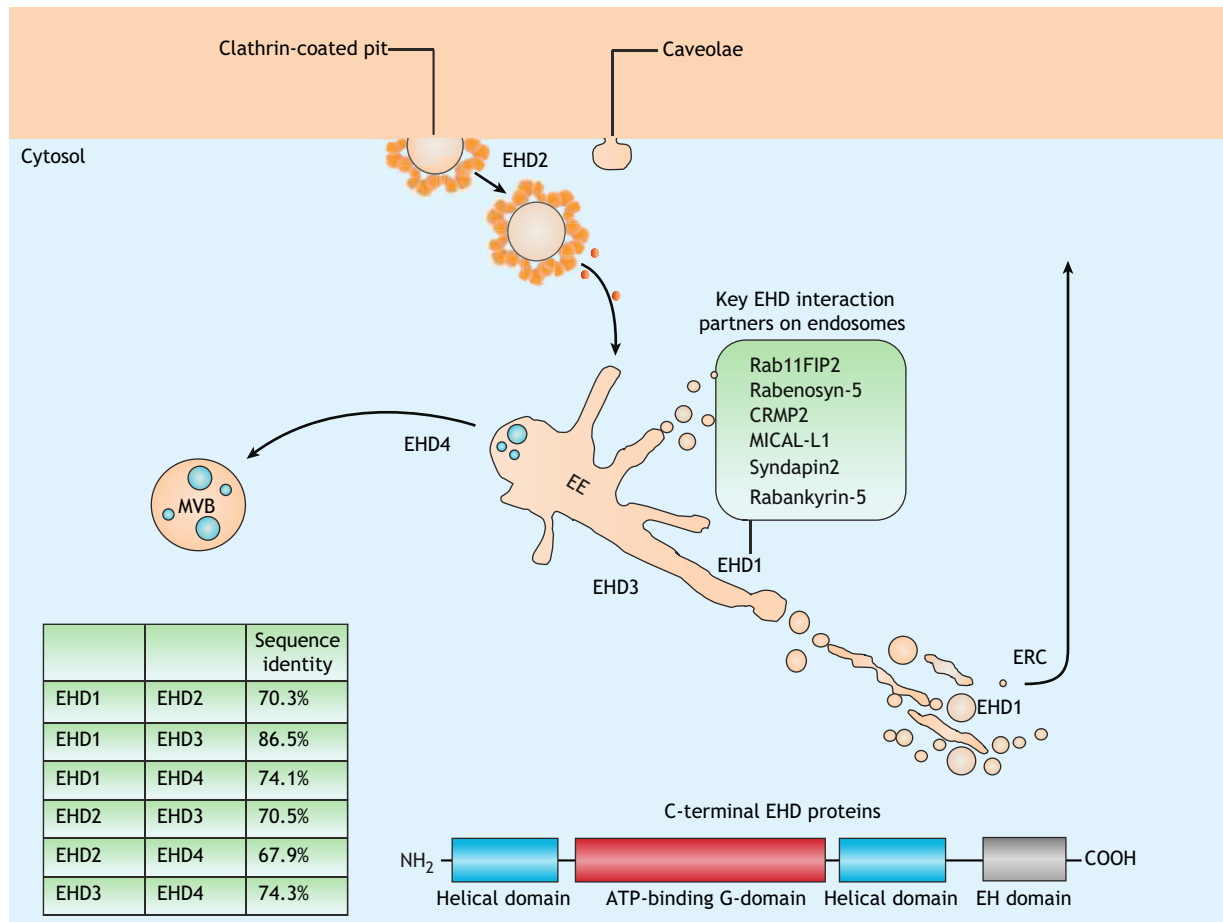 Clathrin-coated pit
Caveolae
Cytosol
EHD2
Key EHD interaction
partners on endosomes
Rab11FIP2
Rabenosyn-5
CRMP2
MICAL-L1
Syndapin2
Rabankyrin-5
EHD4
EE
MVB
EHD1
EHD3
ERC
EHD1
Sequence
identity
EHD1 EHD2 70.3%
EHD1 EHD3 86.5%
EHD1 EHD4 74.1%
EHD2 EHD3 70.5%
EHD2 EHD4 67.9%
EHD3 EHD4 74.3%
C-terminal EHD proteins
NH2 COOH
Helical domain ATP-binding G-domain Helical domain EH domain